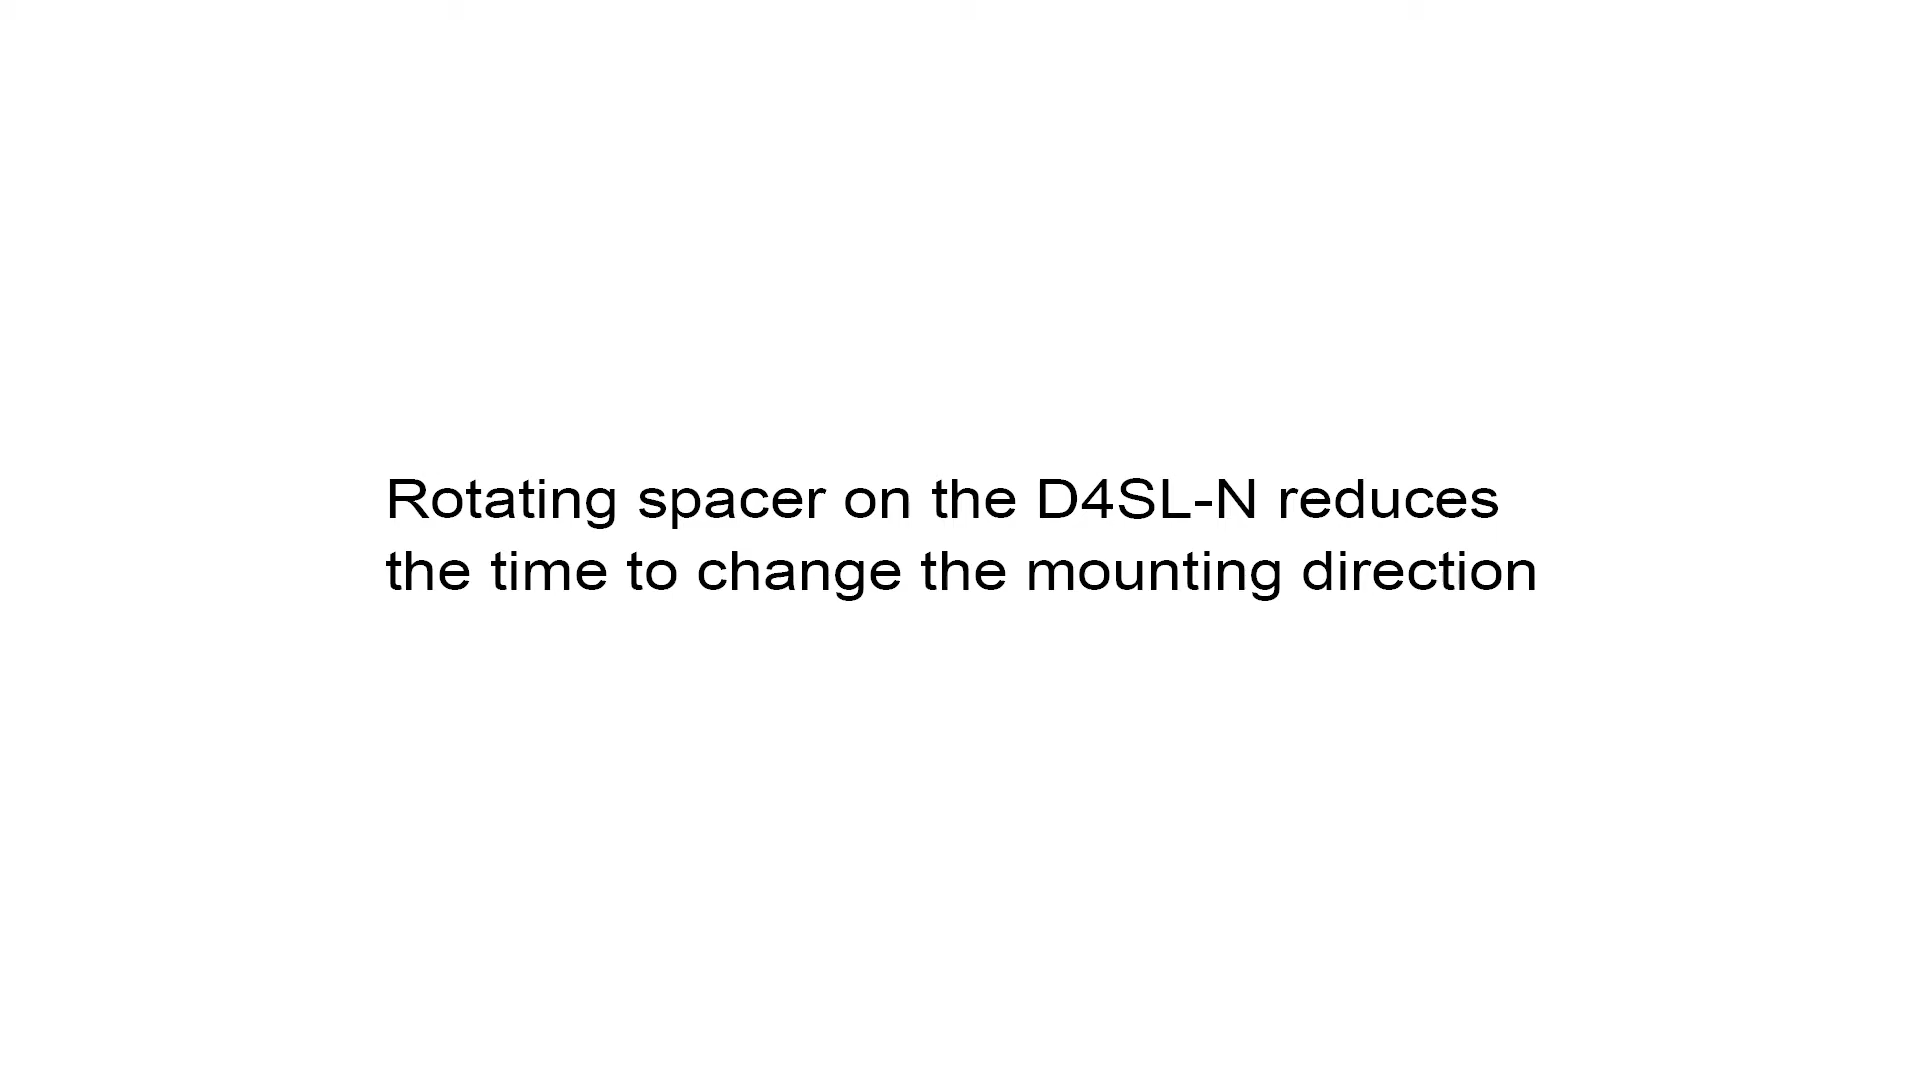 Rotating spacer on the D4SL-N reduces
the time to change the mounting direction